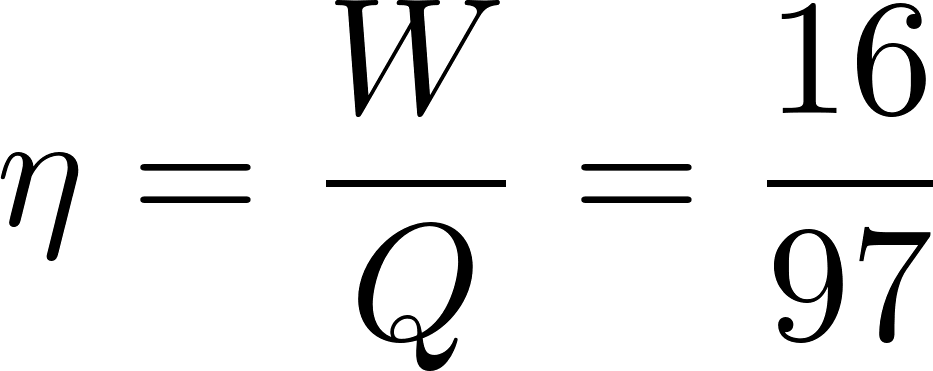 η = W/Q = 16/97